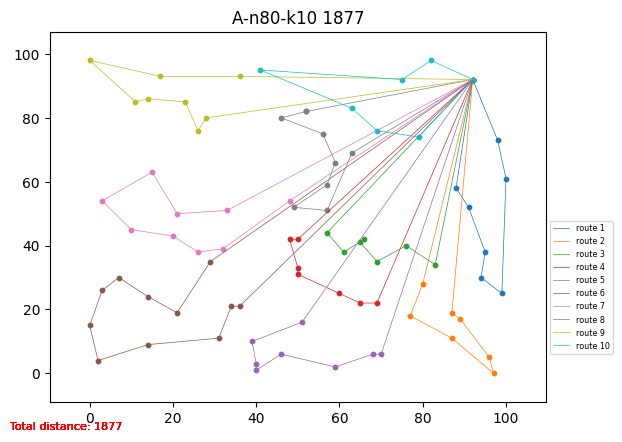 A-n80-k10 1877
100
80
60
40
20
0
0 20 40 60 80 100
route 1
route 2
route 3
route 4
route 5
route 6
route 7
route 8
route 9
route 10
Total distance: 1877